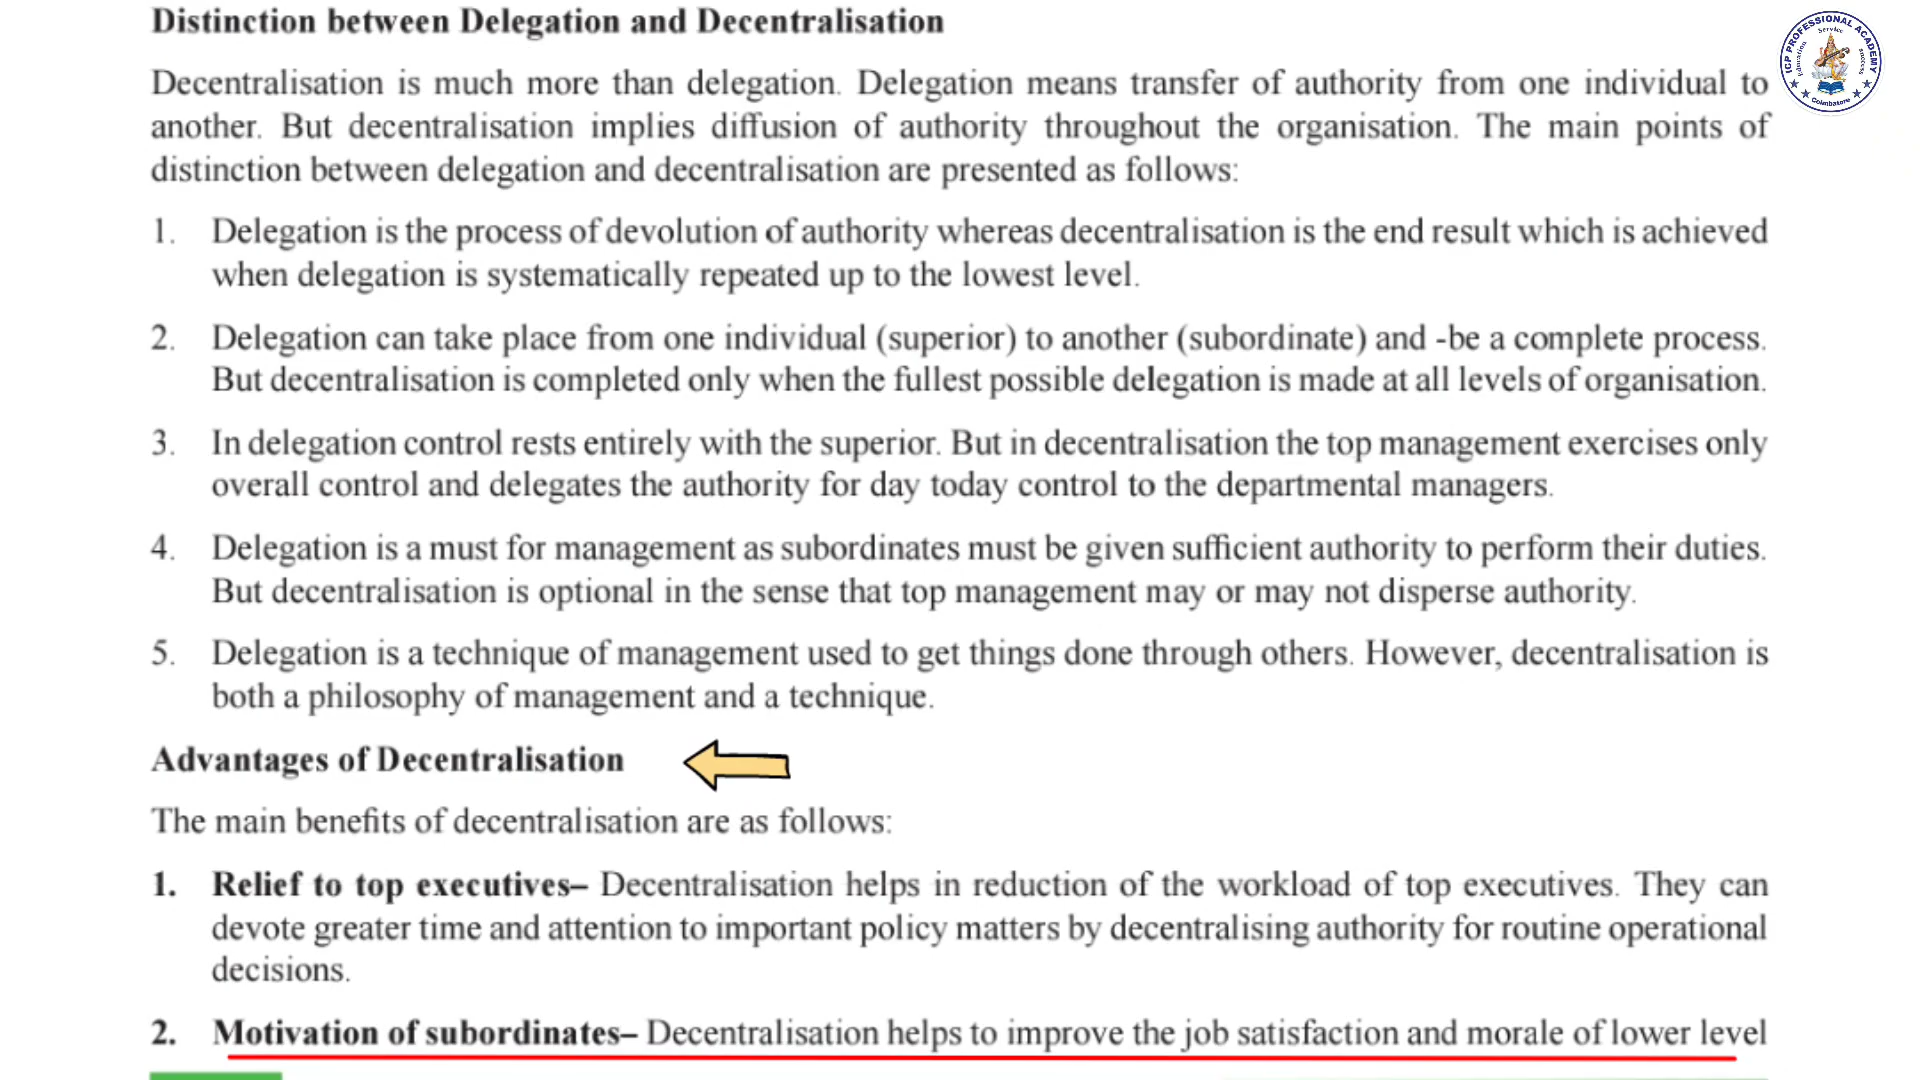 Distinction between Delegation and Decentralisation
Decentralisation is much more than delegation. Delegation means transfer of authority from one individual to
another. But decentralisation implies diffusion of authority throughout the organisation. The main points of
distinction between delegation and decentralisation are presented as follows:
1. Delegation is the process of devolution of authority whereas decentralisation is the end result which is achieved
when delegation is systematically repeated up to the lowest level.
2. Delegation can take place from one individual (superior) to another (subordinate) and -be a complete process.
But decentralisation is completed only when the fullest possible delegation is made at all levels of organisation.
3. In delegation control rests entirely with the superior. But in decentralisation the top management exercises only
overall control and delegates the authority for day today control to the departmental managers.
4. Delegation is a must for management as subordinates must be given sufficient authority to perform their duties.
But decentralisation is optional in the sense that top management may or may not disperse authority.
5. Delegation is a technique of management used to get things done through others. However, decentralisation is
both a philosophy of management and a technique.
Advantages of Decentralisation
The main benefits of decentralisation are as follows:
1. Relief to top executives– Decentralisation helps in reduction of the workload of top executives. They can
devote greater time and attention to important policy matters by decentralising authority for routine operational
decisions.
2. Motivation of subordinates– Decentralisation helps to improve the job satisfaction and morale of lower level
ICP PROFESSIONAL ACADEMY
Service
Education
Success
Coimbatore